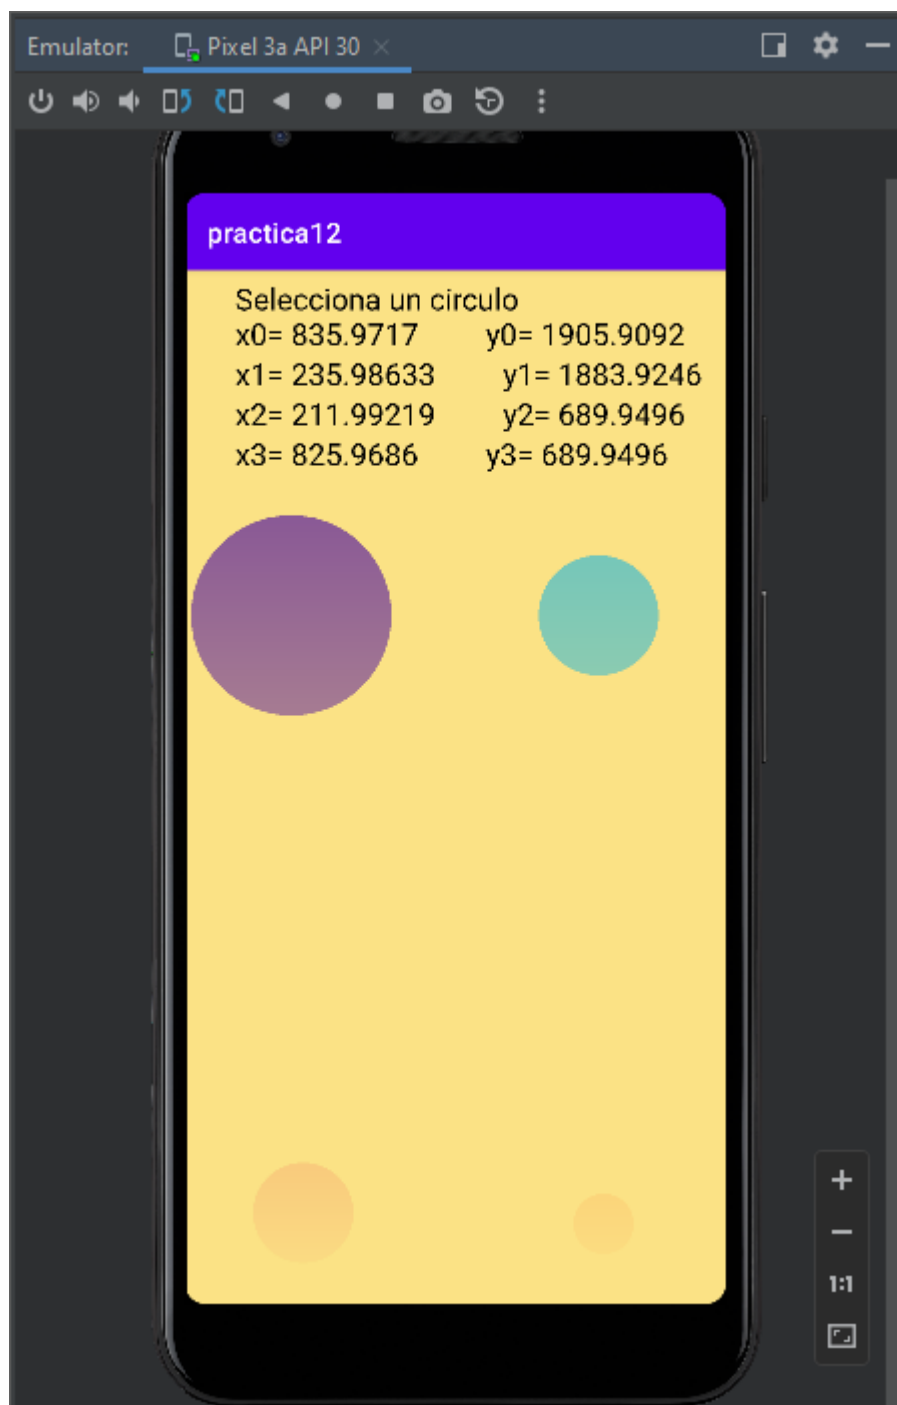 Emulator: Pixel 3a API 30
practica12
Selecciona un circulo
x0= 835.9717 y0= 1905.9092
x1= 235.98633 y1= 1883.9246
x2= 211.99219 y2= 689.9496
x3= 825.9686 y3= 689.9496
1:1